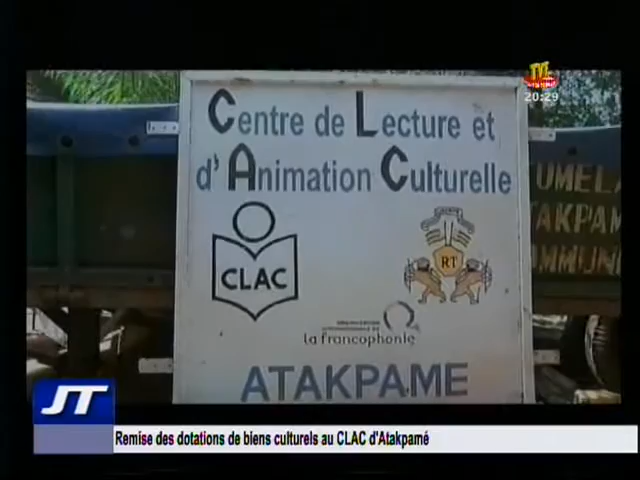 TVT
20:29
Centre de Lecture et
d'Animation Culturelle
CLAC
RT
la francophonie
ATAKPAME
JT
Remise des dotations de biens culturels au CLAC d'Atakpamé